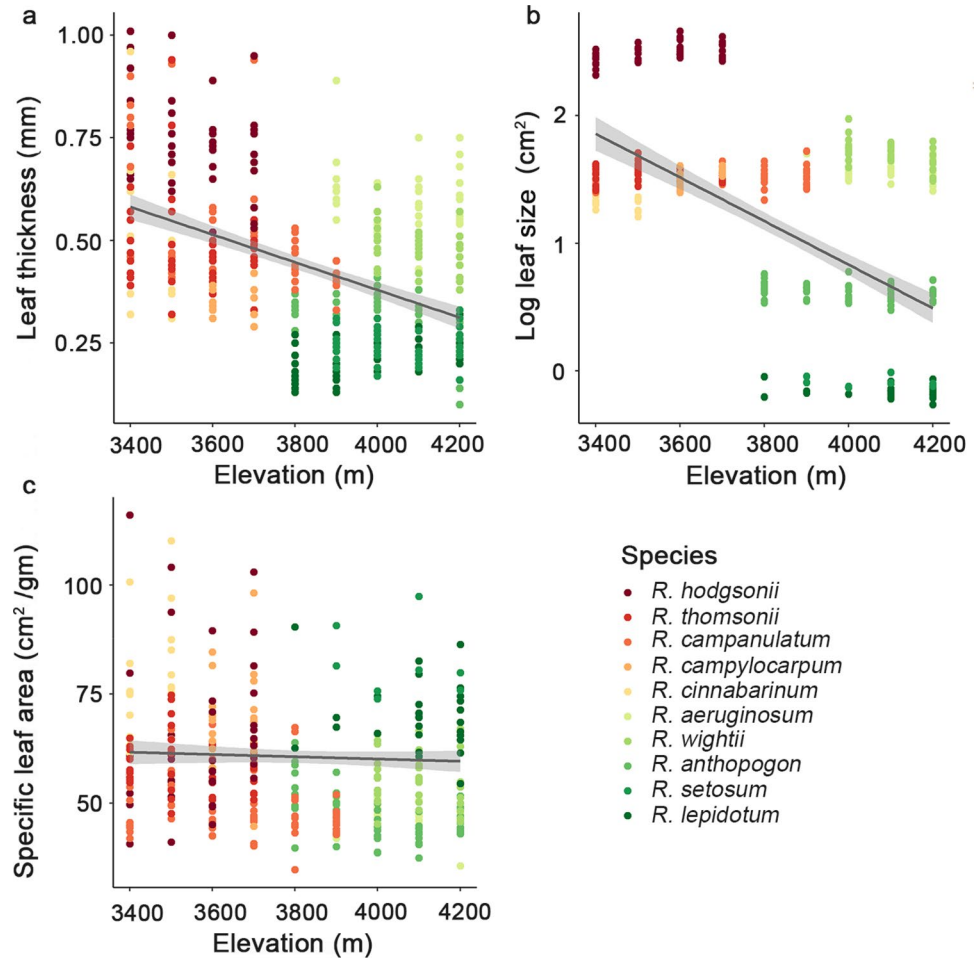 a
1.00
0.75
0.50
0.25
Leaf thickness (mm)
3400 3600 3800 4000 4200
Elevation (m)
b
2
1
0
Log leaf size (cm²)
3400 3600 3800 4000 4200
Elevation (m)
c
100
75
50
Specific leaf area (cm² /gm)
3400 3600 3800 4000 4200
Elevation (m)
Species
R. hodgsonii
R. thomsonii
R. campanulatum
R. campylocarpum
R. cinnabarinum
R. aeruginosum
R. wightii
R. anthopogon
R. setosum
R. lepidotum